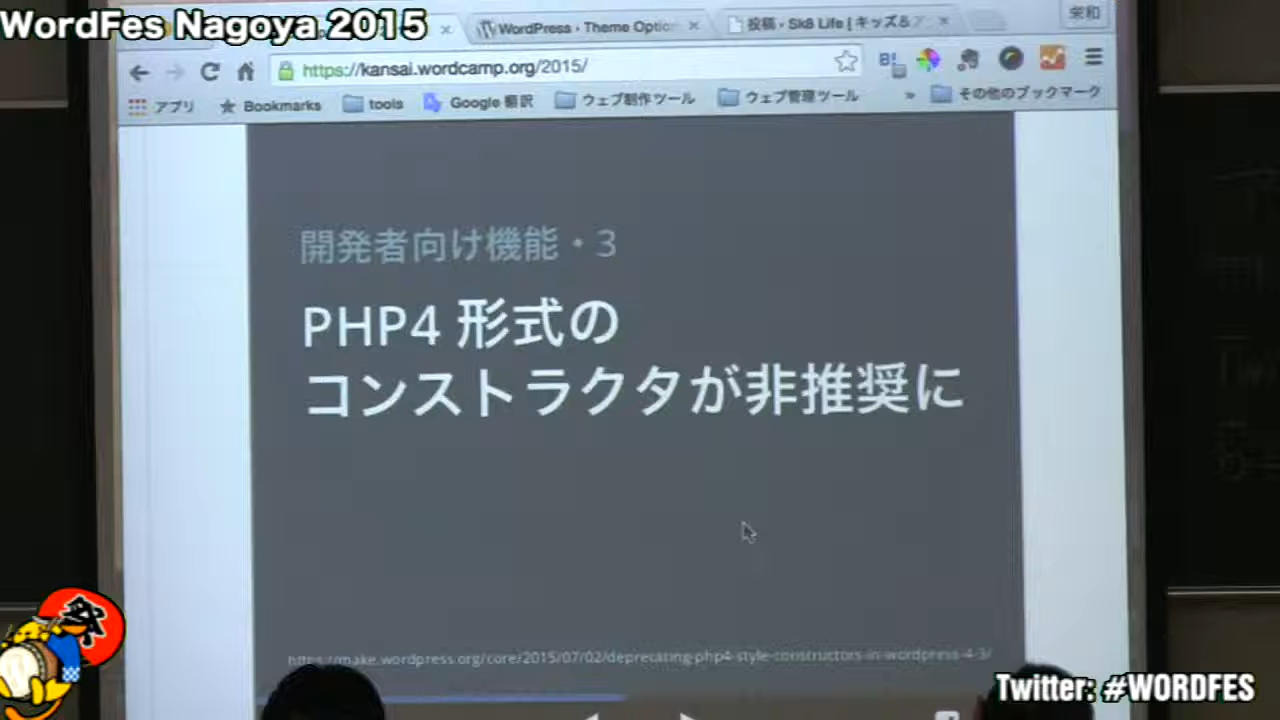 WordFes Nagoya 2015
WordPress › Theme Option
投稿 › Sk8 Life | キッズ&ア
栄和
https://kansai.wordcamp.org/2015/
アプリ
Bookmarks
tools
Google 翻訳
ウェブ制作ツール
ウェブ管理ツール
»
その他のブックマーク
開発者向け機能・3
PHP4 形式の
コンストラクタが非推奨に
https://make.wordpress.org/core/2015/07/02/deprecating-php4-style-constructors-in-wordpress-4-3/
祭
Twitter: #WORDFES